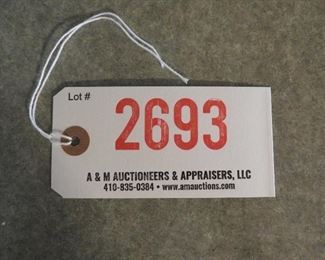 Lot #
2693
A & M AUCTIONEERS & APPRAISERS, LLC
410-835-0384 • www.amauctions.com